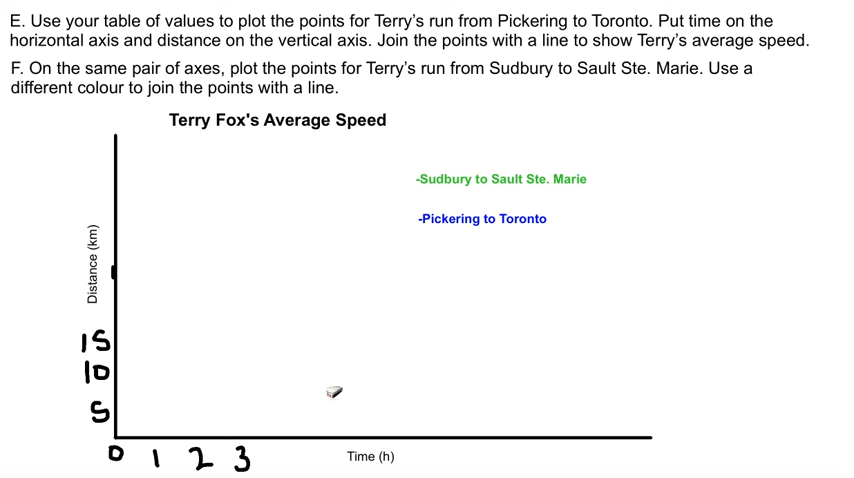 E. Use your table of values to plot the points for Terry's run from Pickering to Toronto. Put time on the
horizontal axis and distance on the vertical axis. Join the points with a line to show Terry's average speed.
F. On the same pair of axes, plot the points for Terry's run from Sudbury to Sault Ste. Marie. Use a
different colour to join the points with a line.
Terry Fox's Average Speed
-Sudbury to Sault Ste. Marie
-Pickering to Toronto
Distance (km)
15
10
5
0 1 2 3
Time (h)